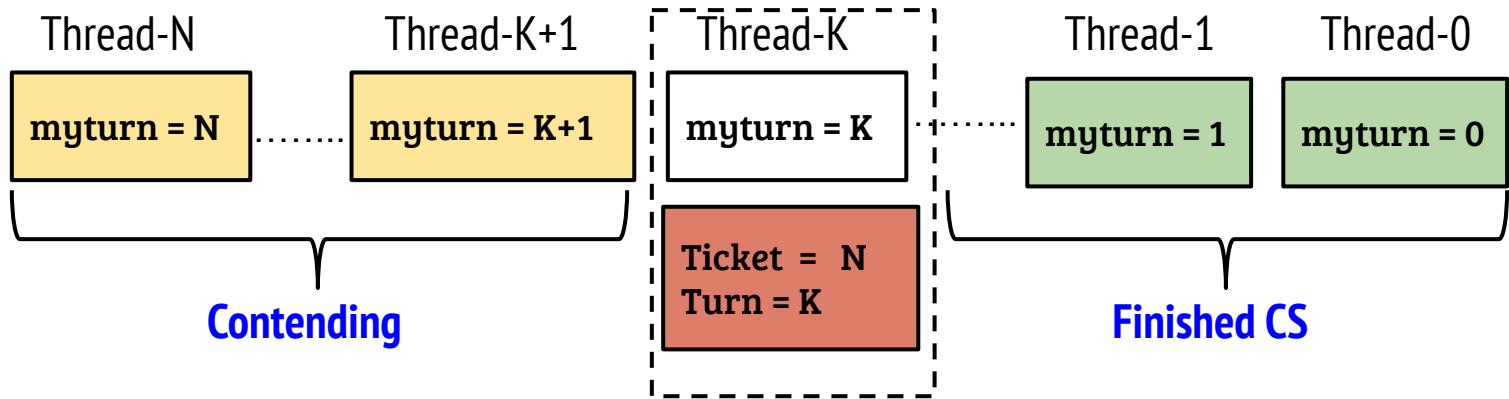 Thread-N Thread-K+1 Thread-K Thread-1 Thread-0
myturn = N ........ myturn = K+1 myturn = K ......... myturn = 1 myturn = 0
Ticket = N
Turn = K
Contending Finished CS